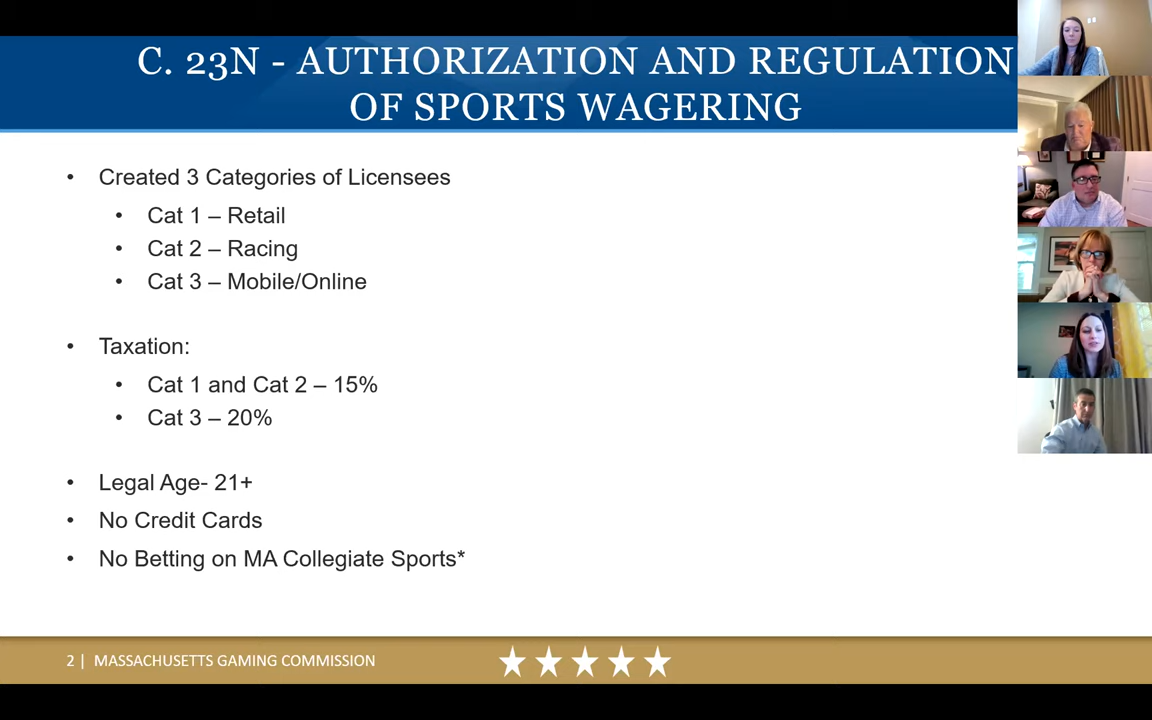 C. 23N - AUTHORIZATION AND REGULATION
OF SPORTS WAGERING
• Created 3 Categories of Licensees
• Cat 1 – Retail
• Cat 2 – Racing
• Cat 3 – Mobile/Online
• Taxation:
• Cat 1 and Cat 2 – 15%
• Cat 3 – 20%
• Legal Age- 21+
• No Credit Cards
• No Betting on MA Collegiate Sports*
2 | MASSACHUSETTS GAMING COMMISSION